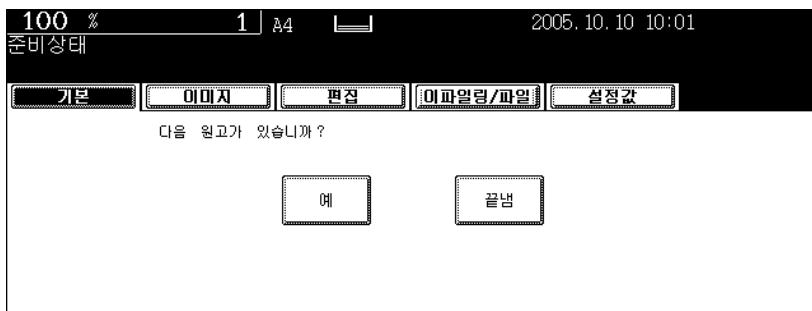 100 % 1 A4 2005.10.10 10:01
준비상태
기본 이미지 편집 이파일링/파일 설정값
다음 원고가 있습니까?
예 끝냄